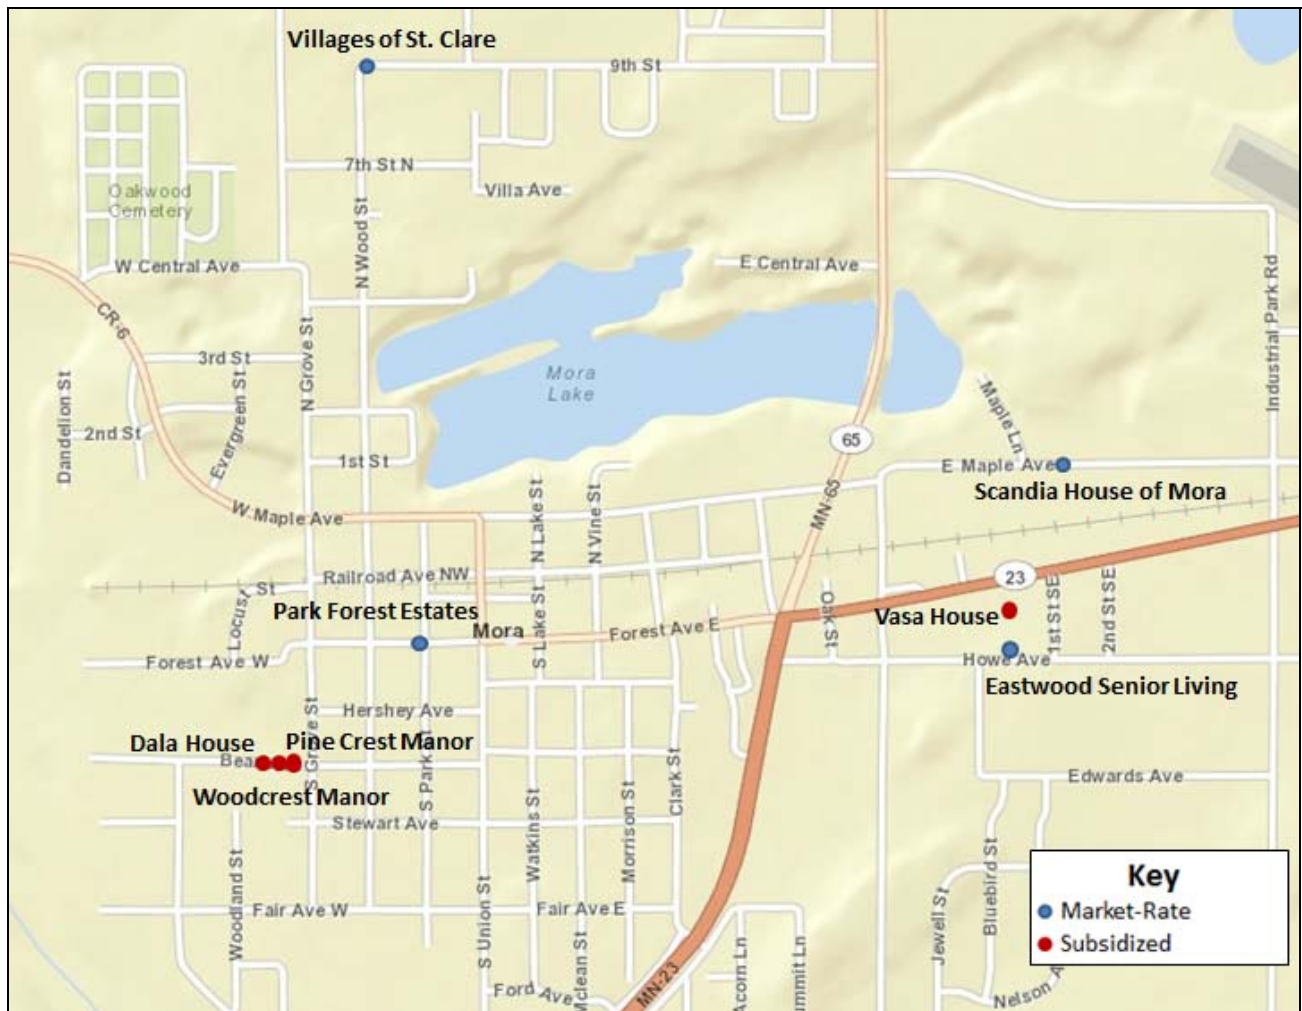 Villages of St. Clare
9th St
7th St N
Villa Ave
Oakwood
Cemetery
N Wood St
W Central Ave
E Central Ave
CR-6
N Grove St
Industrial Park Rd
3rd St
Mora
Lake
Dandelion St
Evergreen St
Maple Ln
2nd St
65
1st St
E Maple Ave
Scandia House of Mora
N Lake St
N Vine St
MN-65
W Maple Ave
Railroad Ave NW
23
Locust St
Park Forest Estates
Mora
S Lake St
Forest Ave E
Oak St
Vasa House
1st St SE
2nd St SE
Forest Ave W
Howe Ave
Eastwood Senior Living
S Grove St
Hershey Ave
Dala House
Pine Crest Manor
Bea
S Park St
Clark St
Edwards Ave
Woodcrest Manor
Stewart Ave
Watkins St
Morrison St
Woodland St
Bluebird St
Key
Market-Rate
Subsidized
Jewell St
Fair Ave W
Fair Ave E
S Union St
Mclean St
Acorn Ln
mmit Ln
Ford Ave
MN-23
Nelson A